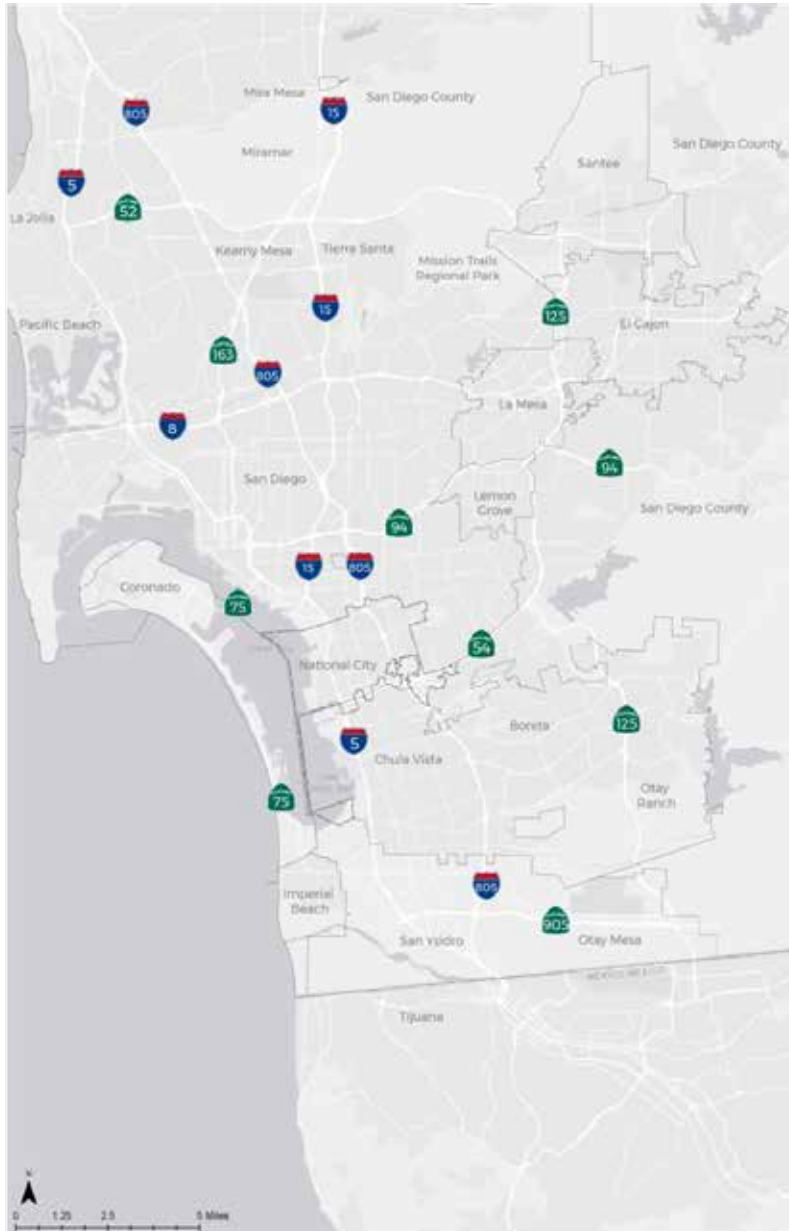 Mira Mesa
San Diego County
805
15
Miramar
Santee
San Diego County
5
52
La Jolla
Kearny Mesa
Tierra Santa
Mission Trails
Regional Park
15
125
Pacific Beach
El Cajon
163
805
La Mesa
8
94
San Diego
Lemon
Grove
San Diego County
94
15
805
Coronado
75
54
National City
125
Bonita
5
Chula Vista
75
Otay
Ranch
805
Imperial
Beach
905
San Ysidro
Otay Mesa
Tijuana
N
0 1.25 2.5 5 Miles